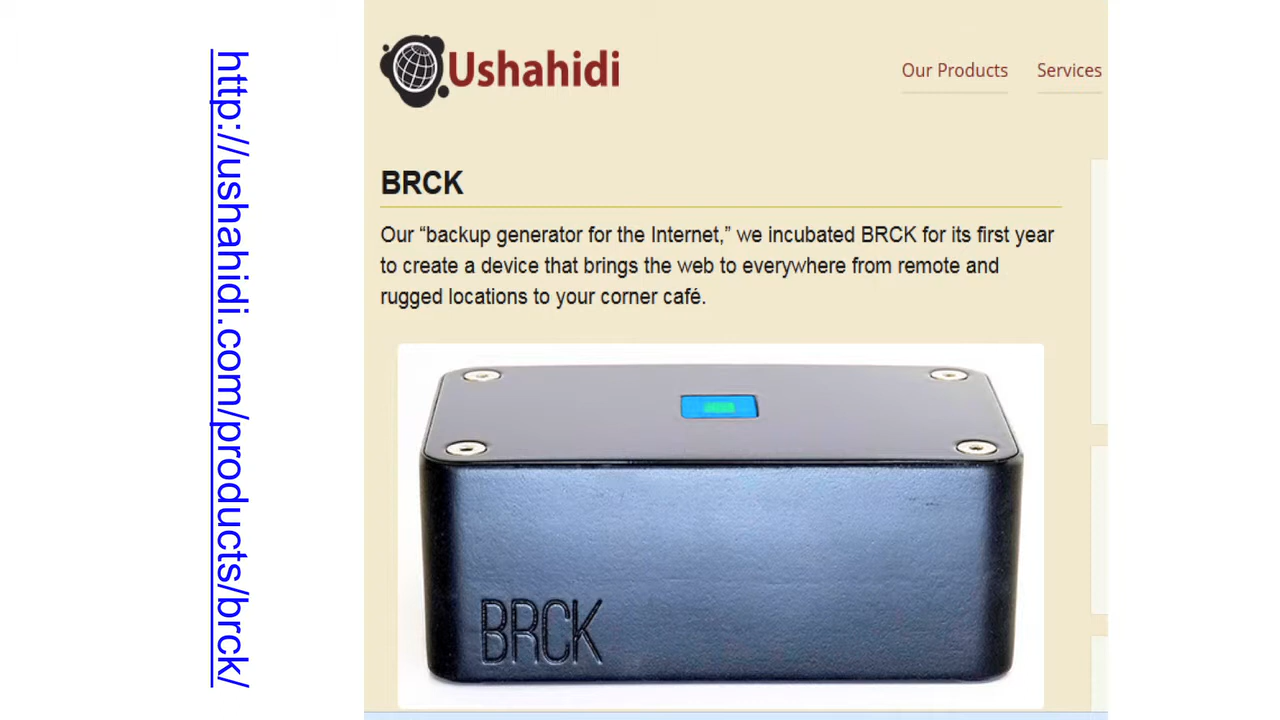 http://ushahidi.com/products/brck/
Ushahidi
Our Products
Services
BRCK
Our “backup generator for the Internet,” we incubated BRCK for its first year
to create a device that brings the web to everywhere from remote and
rugged locations to your corner café.
BRCK